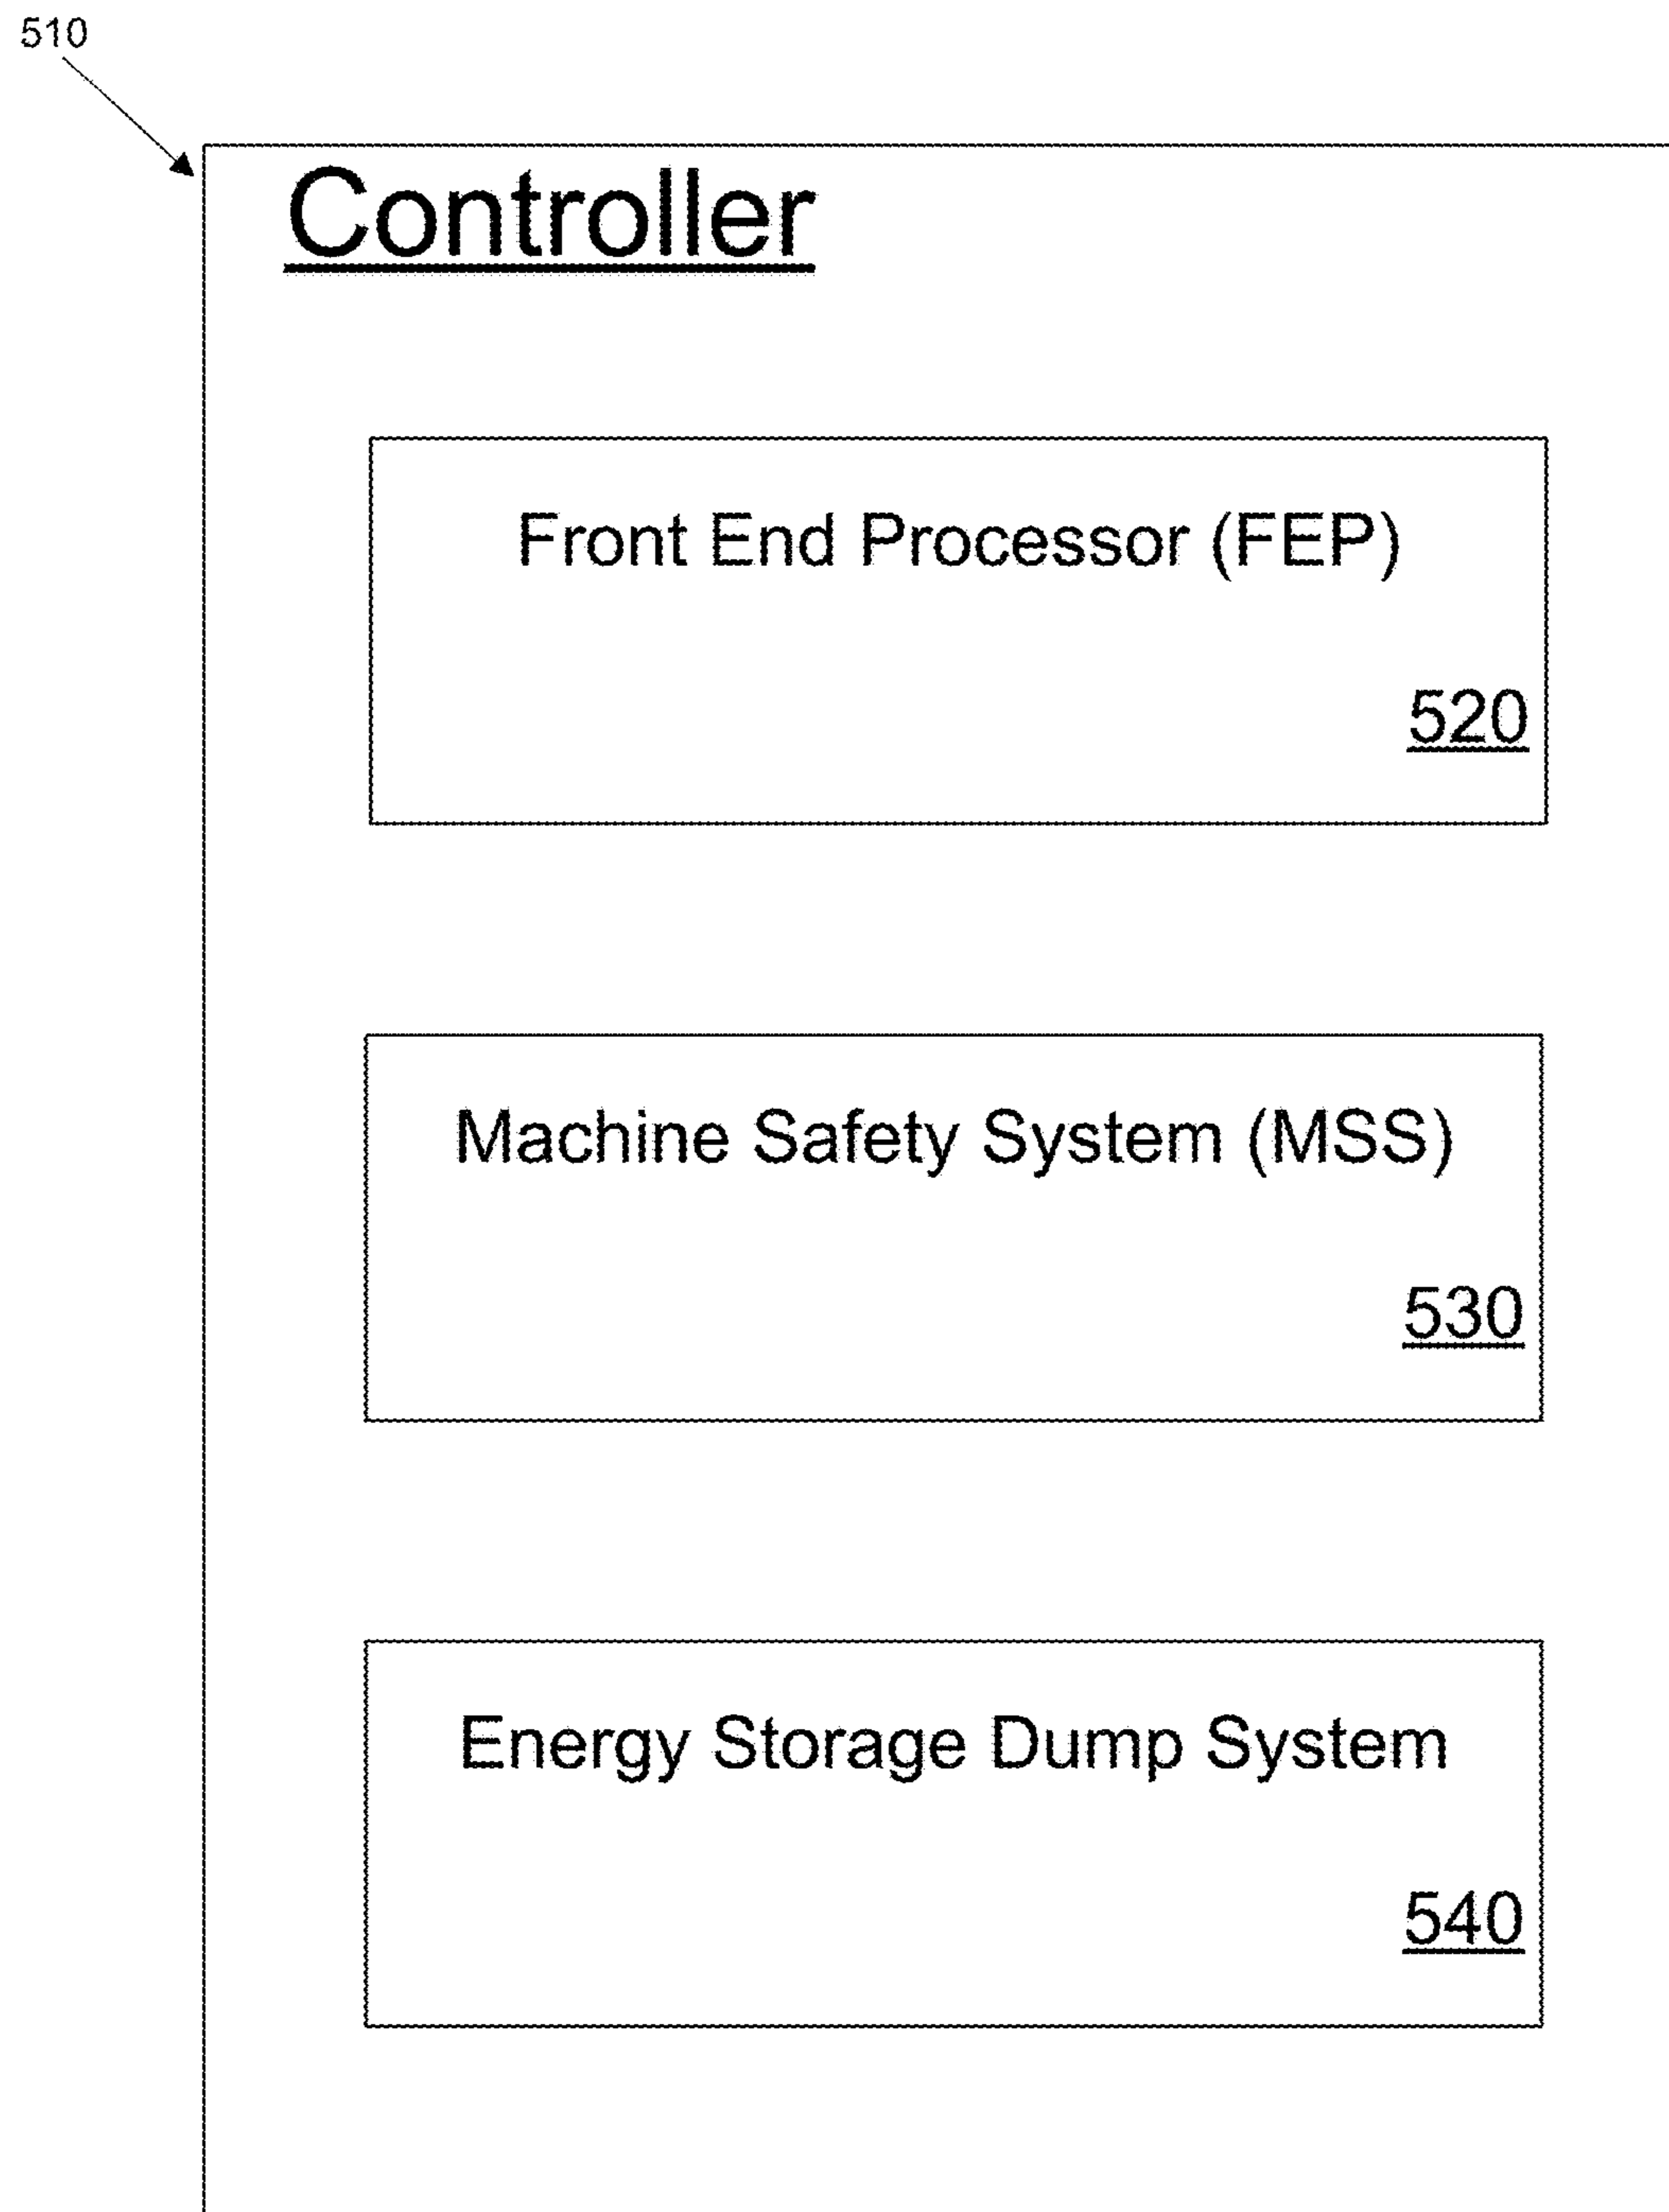 510
Controller
Front End Processor (FEP)
520
Machine Safety System (MSS)
530
Energy Storage Dump System
540